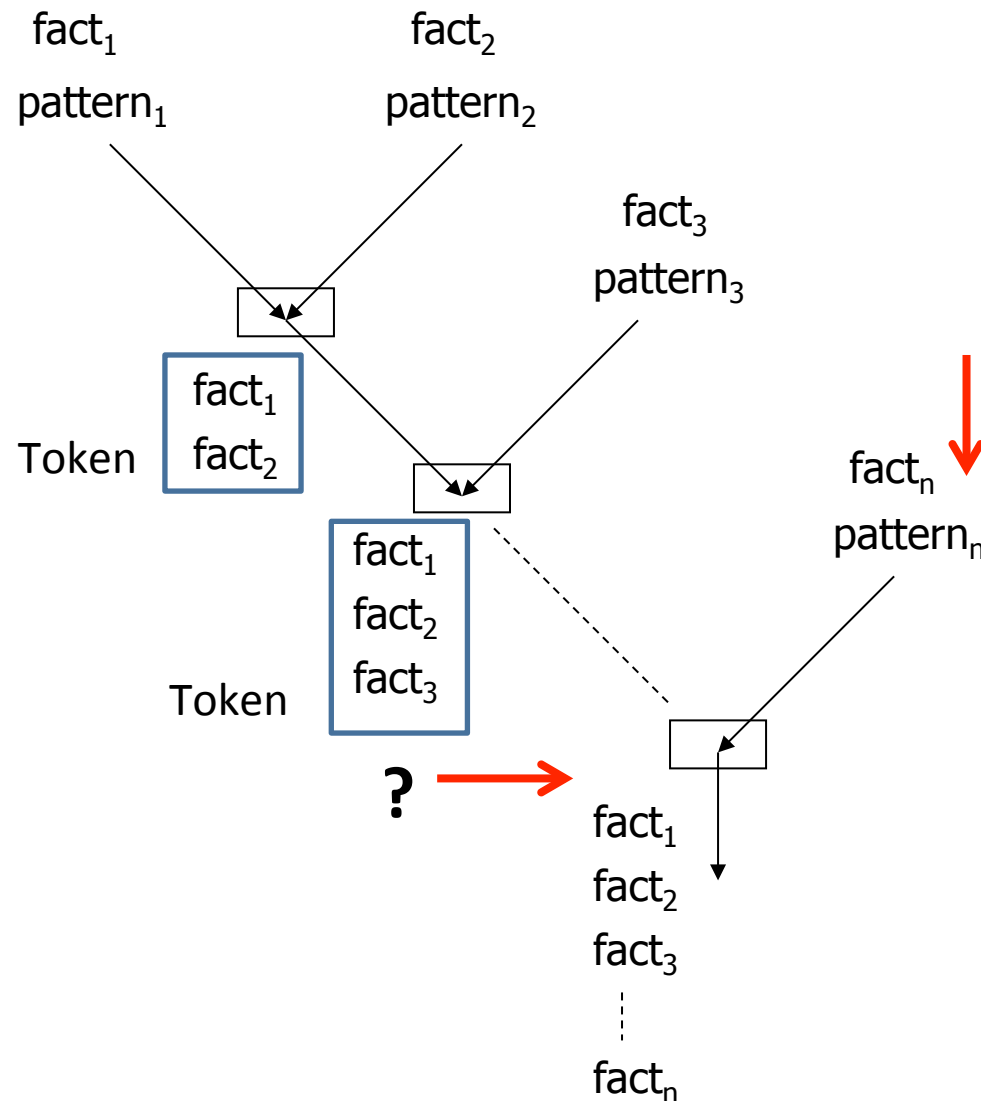 fact₁
fact₂
pattern₁
pattern₂
fact₃
pattern₃
fact₁
fact₂
Token
factₙ
patternₙ
fact₁
fact₂
fact₃
Token
?
fact₁
fact₂
fact₃
factₙ